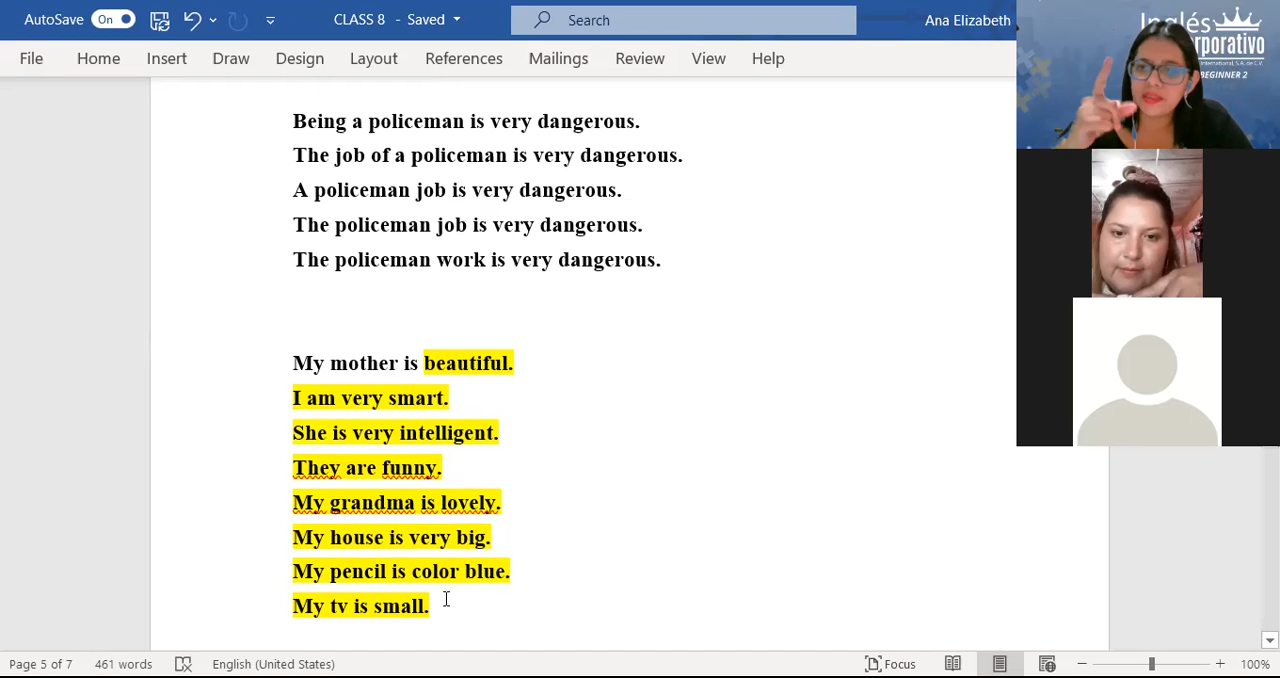 AutoSave On CLASS 8 - Saved Search Ana Elizabeth
File Home Insert Draw Design Layout References Mailings Review View Help
Inglés
orporativo
International, S.A. de C.V.
BEGINNER 2
Being a policeman is very dangerous.
The job of a policeman is very dangerous.
A policeman job is very dangerous.
The policeman job is very dangerous.
The policeman work is very dangerous.
My mother is beautiful.
I am very smart.
She is very intelligent.
They are funny.
My grandma is lovely.
My house is very big.
My pencil is color blue.
My tv is small.
Page 5 of 7 461 words English (United States) Focus 100%